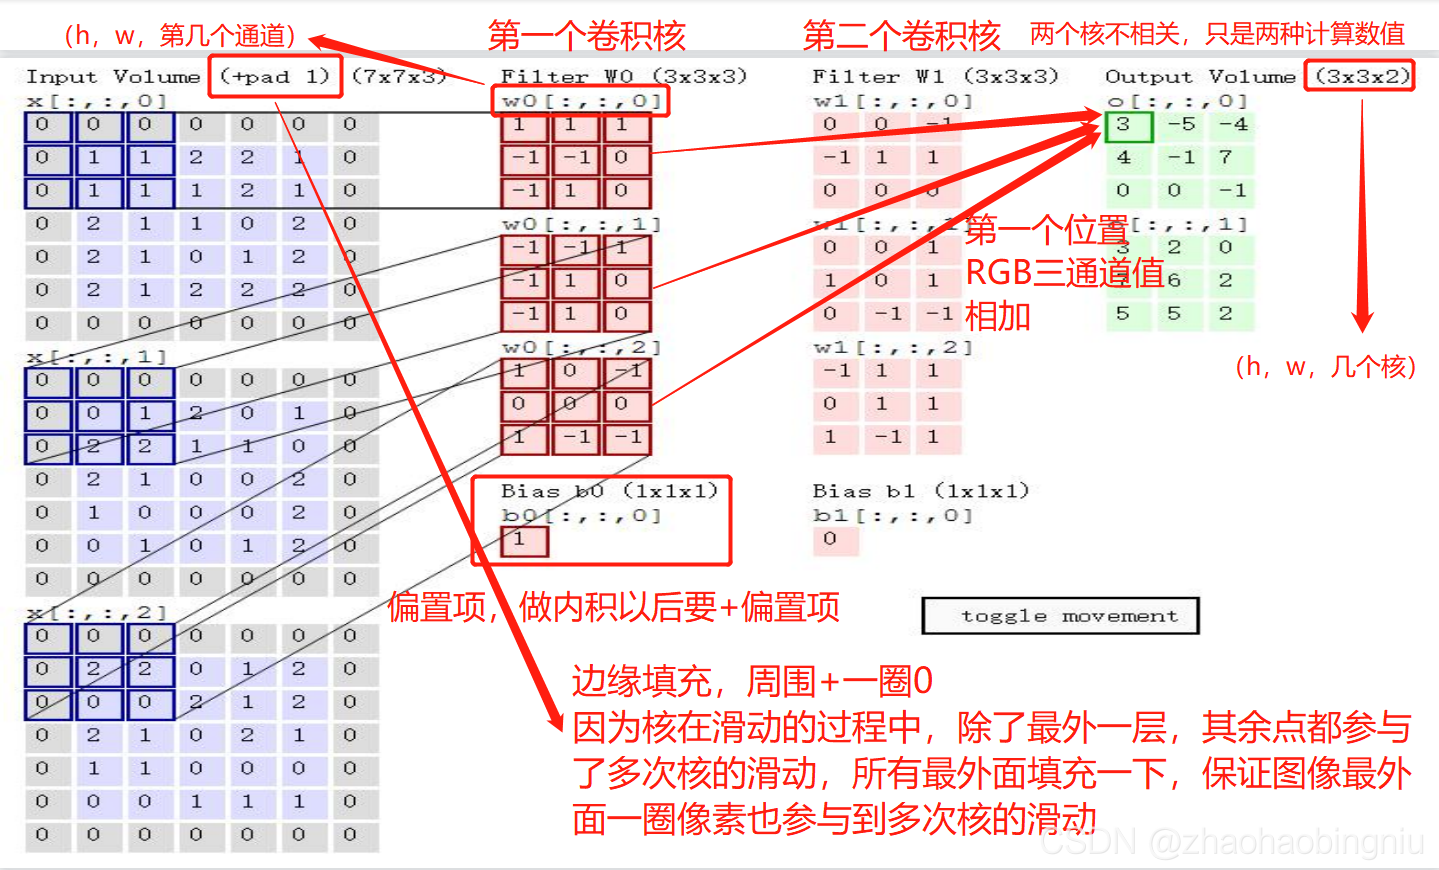 （h，w，第几个通道）
第一个卷积核
第二个卷积核
两个核不相关，只是两种计算数值
Input Volume (+pad 1) (7x7x3)
x[:,:,0]
0 0 0 0 0 0 0
0 1 1 2 2 1 0
0 1 1 1 2 1 0
0 2 1 1 0 2 0
0 2 1 0 1 2 0
0 2 1 2 2 2 0
0 0 0 0 0 0 0
x[:,:,1]
0 0 0 0 0 0 0
0 0 1 2 0 1 0
0 2 2 1 1 0 0
0 2 1 0 0 2 0
0 1 0 0 0 2 0
0 0 1 0 1 2 0
0 0 0 0 0 0 0
x[:,:,2]
0 0 0 0 0 0 0
0 2 2 0 1 2 0
0 0 0 2 1 2 0
0 2 1 0 2 1 0
0 1 1 0 0 0 0
0 0 0 1 1 1 0
0 0 0 0 0 0 0
Filter W0 (3x3x3)
w0[:,:,0]
1 1 1
-1 -1 0
-1 1 0
w0[:,:,1]
-1 -1 1
-1 1 0
-1 1 0
w0[:,:,2]
1 0 -1
0 0 0
1 -1 -1
Bias b0 (1x1x1)
b0[:,:,0]
1
偏置项，做内积以后要+偏置项
Filter W1 (3x3x3)
w1[:,:,0]
0 0 -1
-1 1 1
0 0 0
w1[:,:,1]
0 0 1
1 0 1
0 -1 -1
w1[:,:,2]
-1 1 1
0 1 1
1 -1 1
Bias b1 (1x1x1)
b1[:,:,0]
0
Output Volume (3x3x2)
o[:,:,0]
3 -5 -4
4 -1 7
0 0 -1
[:,:,1]
3 2 0
6 2
5 5 2
第一个位置
RGB三通道值
相加
（h，w，几个核）
toggle movement
边缘填充，周围+一圈0
因为核在滑动的过程中，除了最外一层，其余点都参与
了多次核的滑动，所有最外面填充一下，保证图像最外
面一圈像素也参与到多次核的滑动
CSDN @zhaohaobingniu